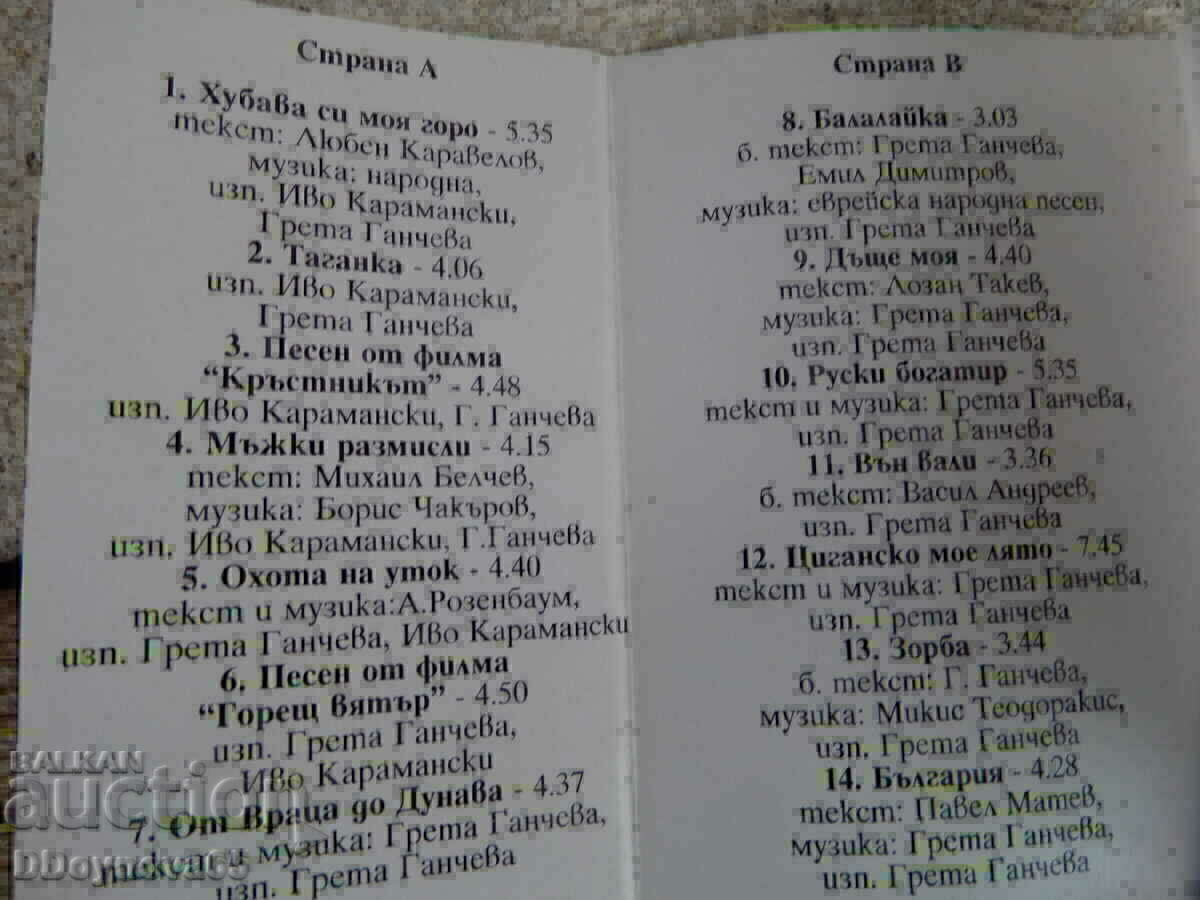 Страна А
1. Хубава си моя горо - 5.35
текст: Любен Каравелов,
музика: народна,
изп. Иво Карамански,
Грета Ганчева
2. Таганка - 4.06
изп. Иво Карамански,
Грета Ганчева
3. Песен от филма
“Кръстникът” - 4.48
изп. Иво Карамански, Г. Ганчева
4. Мъжки размисли - 4.15
текст: Михаил Белчев,
музика: Борис Чакъров,
изп. Иво Карамански, Г.Ганчева
5. Охота на уток - 4.40
текст и музика:А.Розенбаум,
изп. Грета Ганчева, Иво Карамански
6. Песен от филма
“Горещ вятър” - 4.50
изп. Грета Ганчева,
Иво Карамански
7. От Враца до Дунава - 4.37
текст и музика: Грета Ганчева,
изп. Грета Ганчева
Страна В
8. Балалайка - 3.03
б. текст: Грета Ганчева,
Емил Димитров,
музика: еврейска народна песен,
изп. Грета Ганчева
9. Дъще моя - 4.40
текст: Лозан Такев,
музика: Грета Ганчева,
изп. Грета Ганчева
10. Руски богатир - 5.35
текст и музика: Грета Ганчева,
изп. Грета Ганчева
11. Вън вали - 3.36
б. текст: Васил Андреев,
изп. Грета Ганчева
12. Циганско мое лято - 7.45
текст и музика: Грета Ганчева,
изп. Грета Ганчева
13. Зорба - 3.44
б. текст: Г. Ганчева,
музика: Микис Теодоракис,
изп. Грета Ганчева
14. България - 4.28
текст: Павел Матев,
музика: Грета Ганчева,
изп. Грета Ганчева
BALKAN
auction